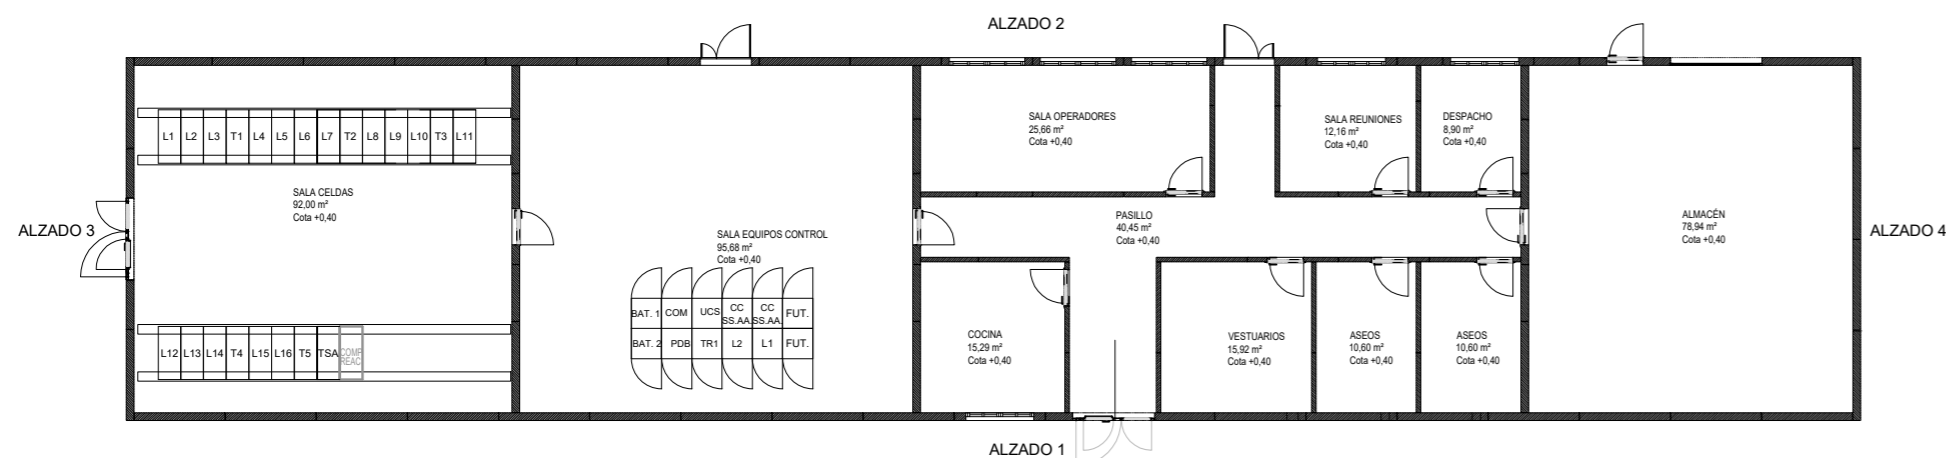 ALZADO 2
L1 L2 L3 T1 L4 L5 L6 L7 T2 L8 L9 L10 T3 L11
SALA OPERADORES
25,66 m²
Cota +0,40
SALA REUNIONES
12,16 m²
Cota +0,40
DESPACHO
8,90 m²
Cota +0,40
SALA CELDAS
92,00 m²
Cota +0,40
ALZADO 3
SALA EQUIPOS CONTROL
95,68 m²
Cota +0,40
PASILLO
40,45 m²
Cota +0,40
ALMACÉN
78,94 m²
Cota +0,40
ALZADO 4
BAT. 1 COM UCS CC SS.AA. CC SS.AA. FUT.
BAT. 2 PDB TR1 L2 L1 FUT.
L12 L13 L14 T4 L15 L16 T5 TSA COMP REAC
COCINA
15,29 m²
Cota +0,40
VESTUARIOS
15,92 m²
Cota +0,40
ASEOS
10,60 m²
Cota +0,40
ASEOS
10,60 m²
Cota +0,40
ALZADO 1